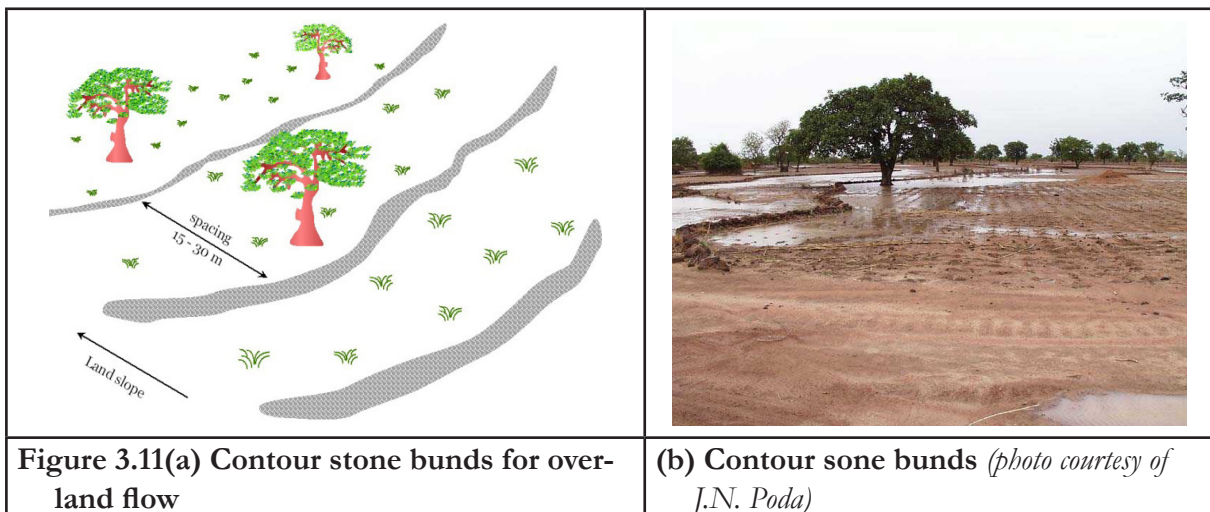 spacing
15 - 30 m
Land slope
Figure 3.11(a) Contour stone bunds for over-
land flow
(b) Contour sone bunds (photo courtesy of
J.N. Poda)